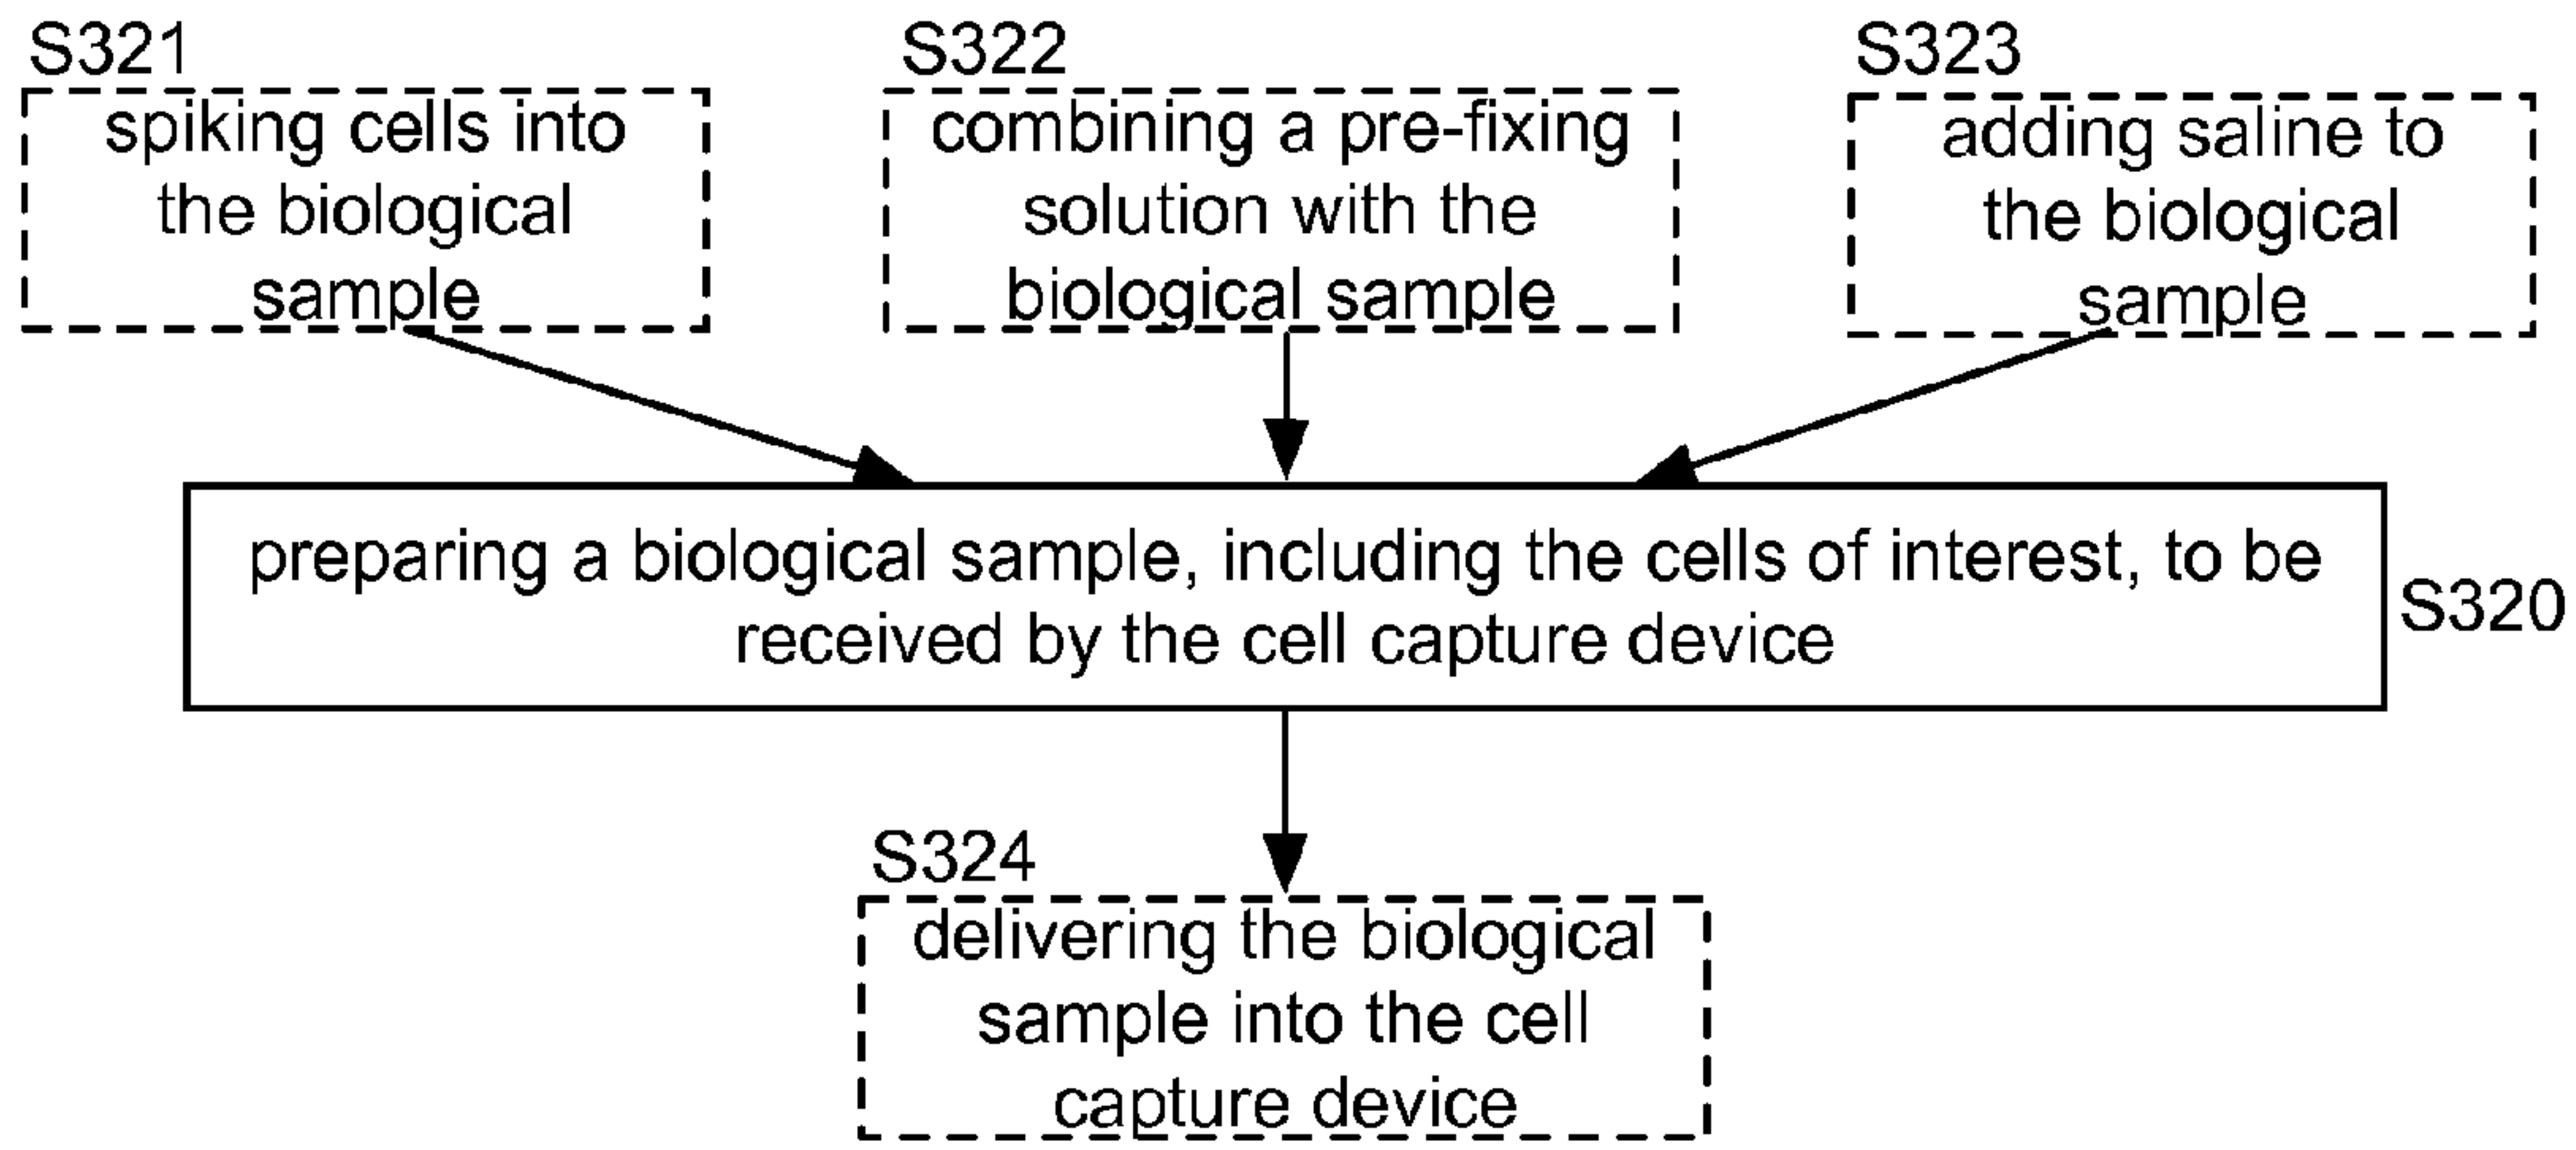 S321
spiking cells into
the biological
sample
S322
combining a pre-fixing
solution with the
biological sample
S323
adding saline to
the biological
sample
preparing a biological sample, including the cells of interest, to be
received by the cell capture device
S320
S324
delivering the biological
sample into the cell
capture device